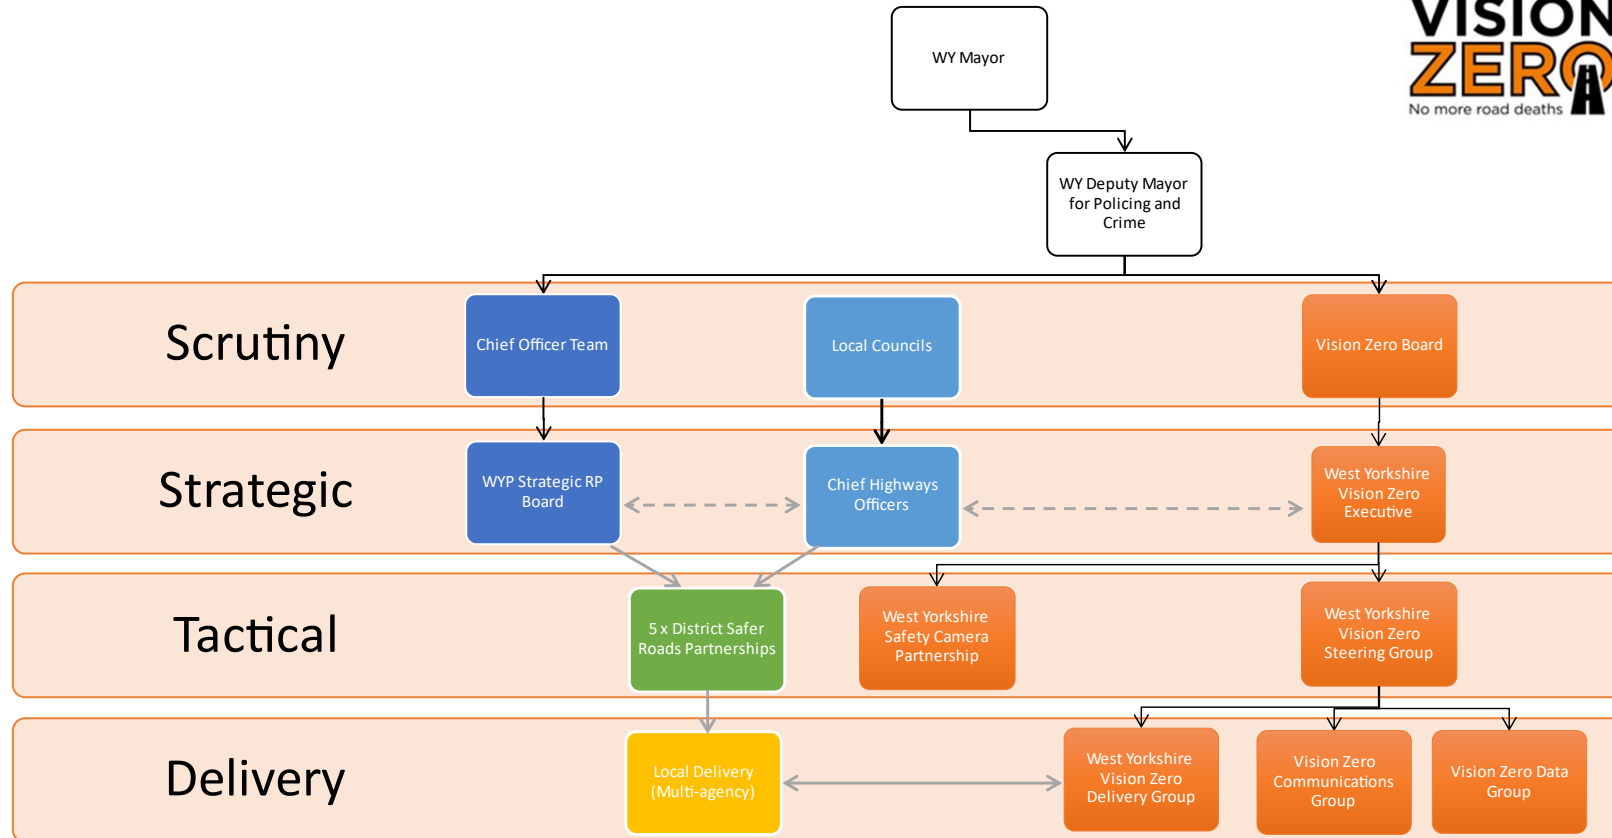 VISION
ZERO
No more road deaths
WY Mayor
WY Deputy Mayor
for Policing and
Crime
Scrutiny
Chief Officer Team
Local Councils
Vision Zero Board
Strategic
WYP Strategic RP
Board
Chief Highways
Officers
West Yorkshire
Vision Zero
Executive
Tactical
5 x District Safer
Roads Partnerships
West Yorkshire
Safety Camera
Partnership
West Yorkshire
Vision Zero
Steering Group
Delivery
Local Delivery
(Multi-agency)
West Yorkshire
Vision Zero
Delivery Group
Vision Zero
Communications
Group
Vision Zero Data
Group